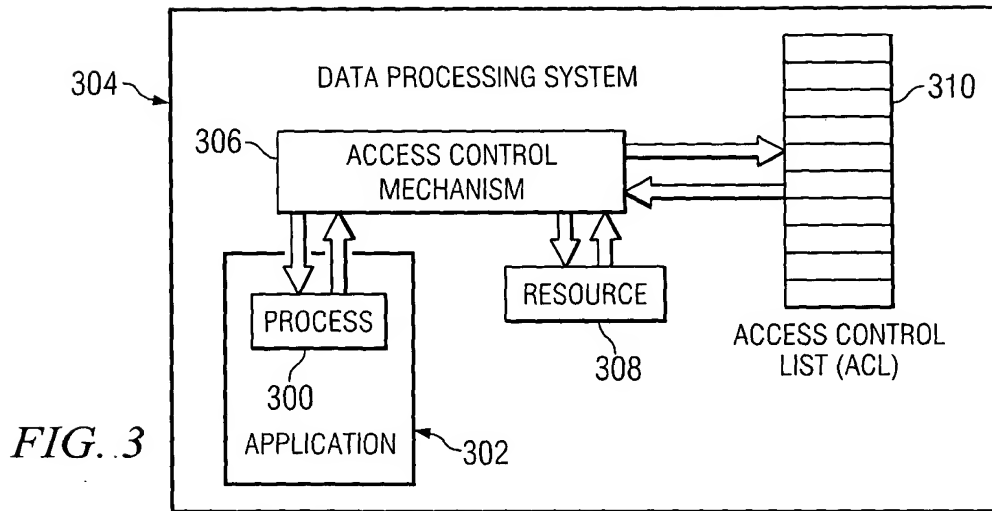 DATA PROCESSING SYSTEM
304
310
306
ACCESS CONTROL
MECHANISM
PROCESS
RESOURCE
300
308
ACCESS CONTROL
LIST (ACL)
APPLICATION
302
FIG. 3